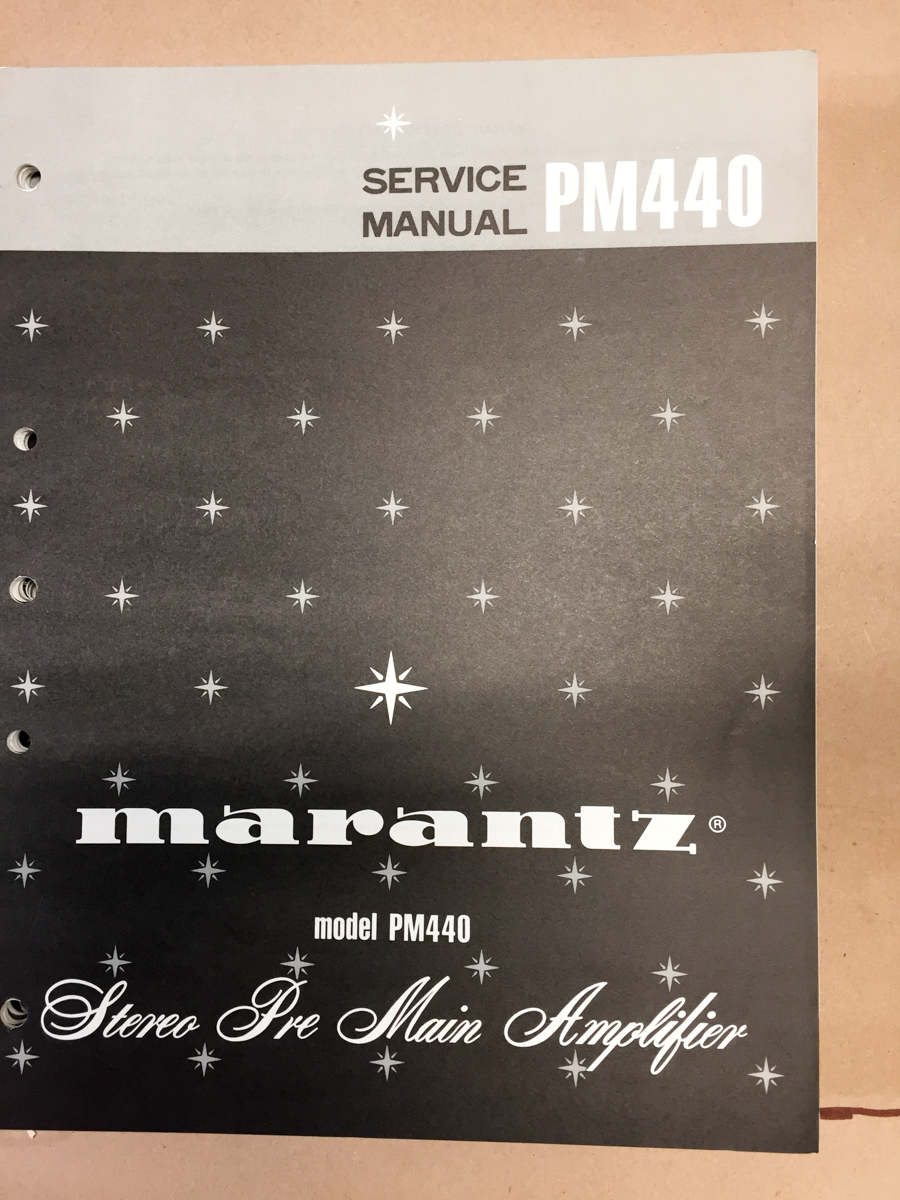 SERVICE
MANUAL PM440
marantz®
model PM440
Stereo Pre Main Amplifier